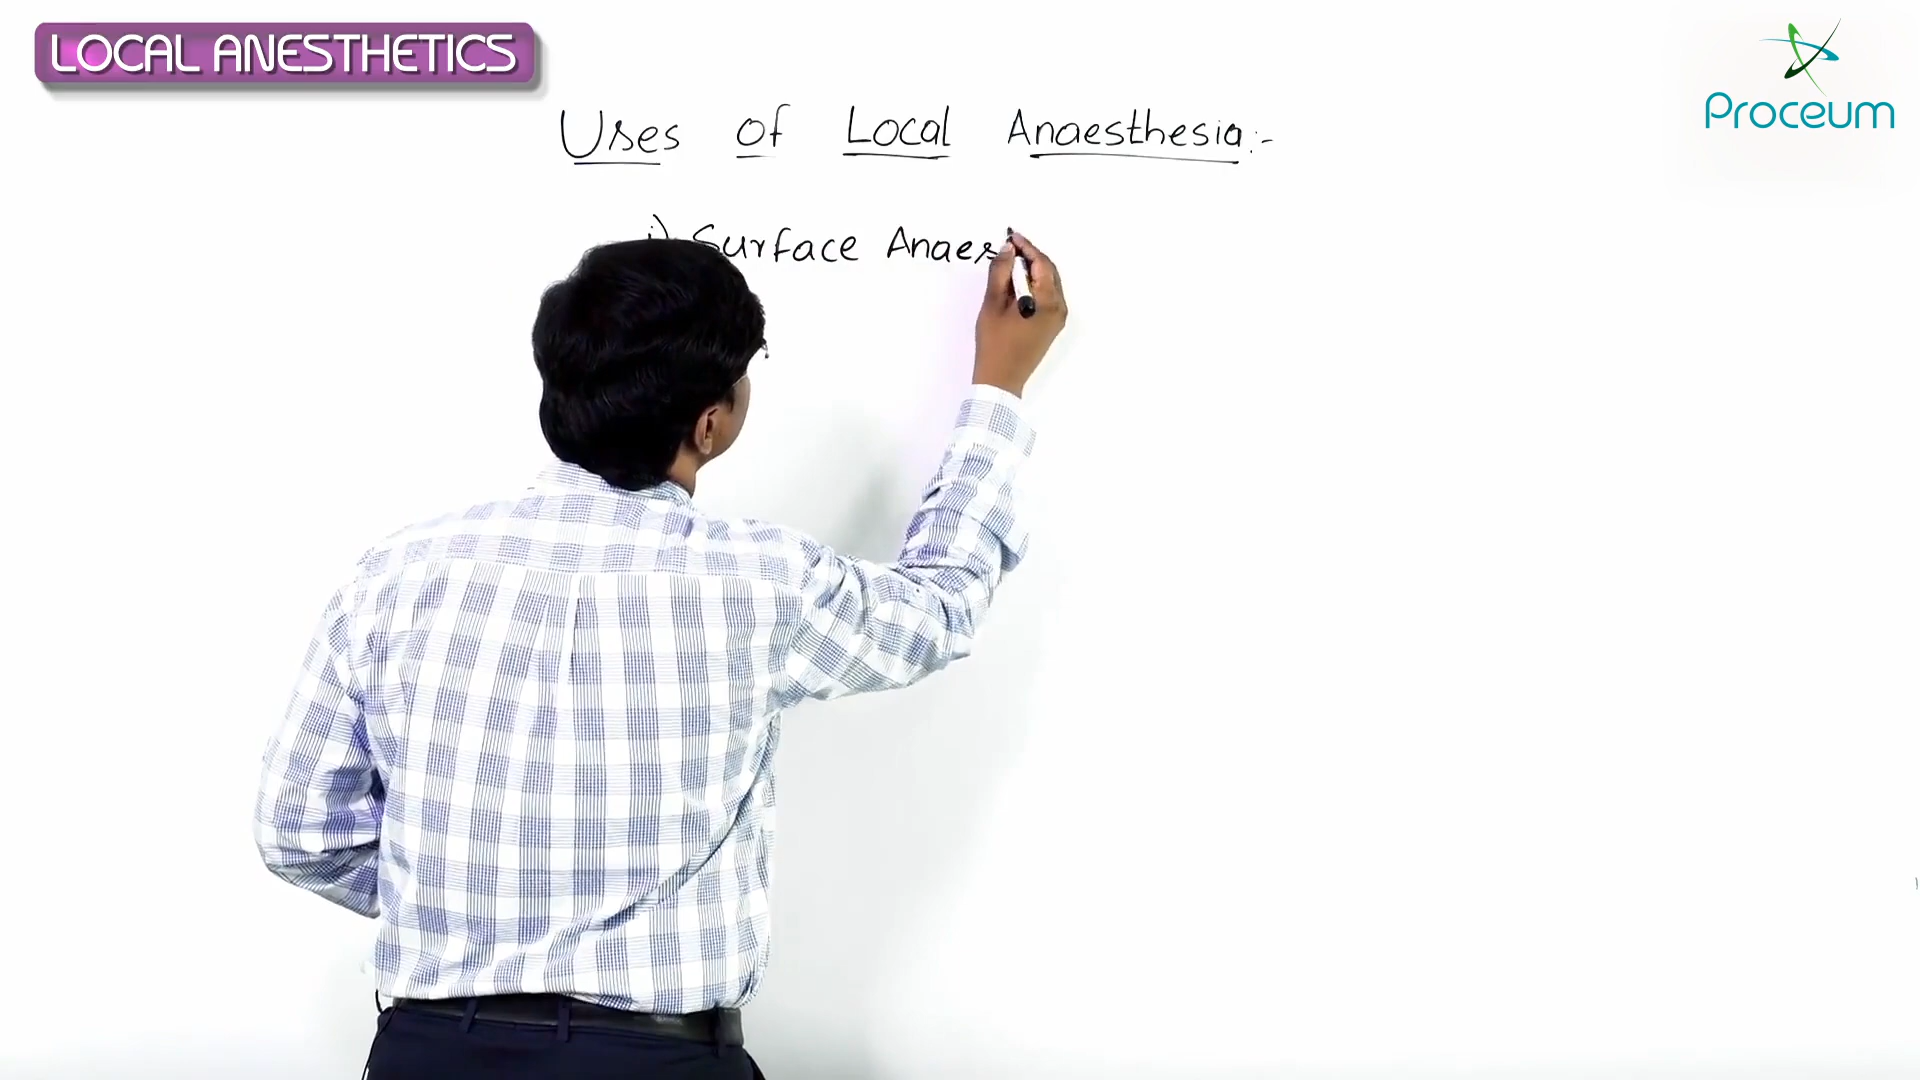 LOCAL ANESTHETICS
Proceum
Uses of Local Anaesthesia:-
i) Surface Anaes